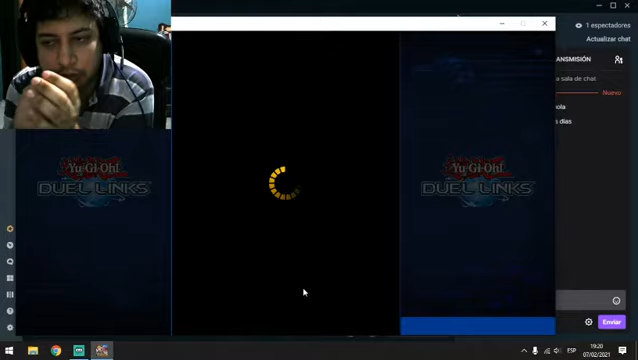 1 espectadores
Actualizar chat
ANSMISIÓN
a sala de chat.
Nuevo
ola
s días
Yu-Gi-Oh!
DUEL LINKS
Yu-Gi-Oh!
DUEL LINKS
Enviar
ESP
19:20
07/02/2021